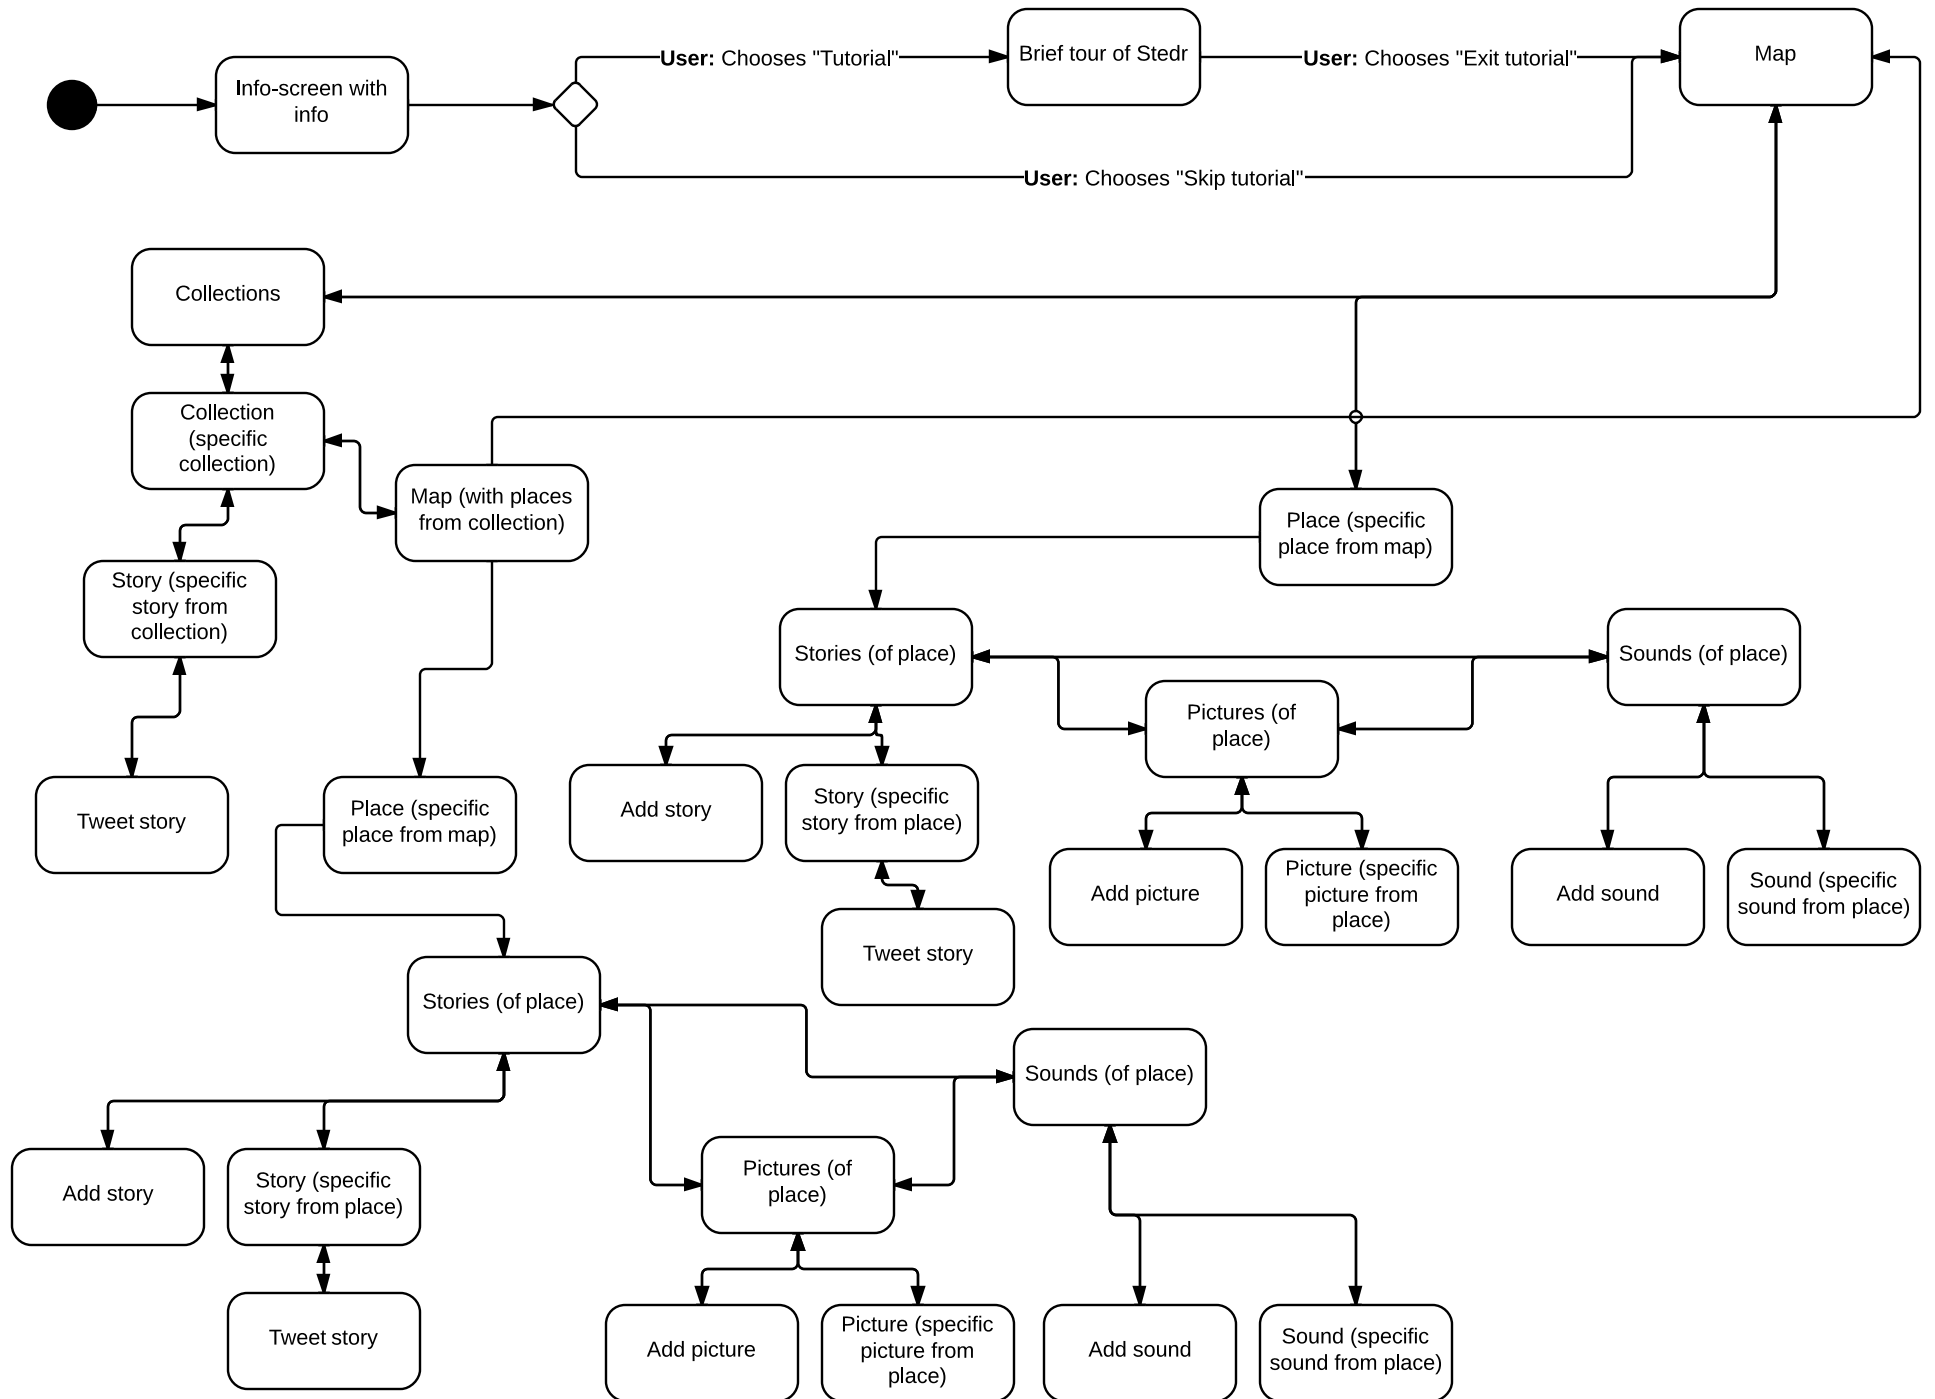 User: Chooses "Tutorial"
Brief tour of Stedr
User: Chooses "Exit tutorial"
Map
Info-screen with
info
User: Chooses "Skip tutorial"
Collections
Collection
(specific
collection)
Map (with places
from collection)
Place (specific
place from map)
Story (specific
story from
collection)
Stories (of place)
Sounds (of place)
Pictures (of
place)
Tweet story
Place (specific
place from map)
Add story
Story (specific
story from place)
Add picture
Picture (specific
picture from
place)
Add sound
Sound (specific
sound from place)
Tweet story
Stories (of place)
Sounds (of place)
Add story
Story (specific
story from place)
Pictures (of
place)
Tweet story
Add picture
Picture (specific
picture from
place)
Add sound
Sound (specific
sound from place)